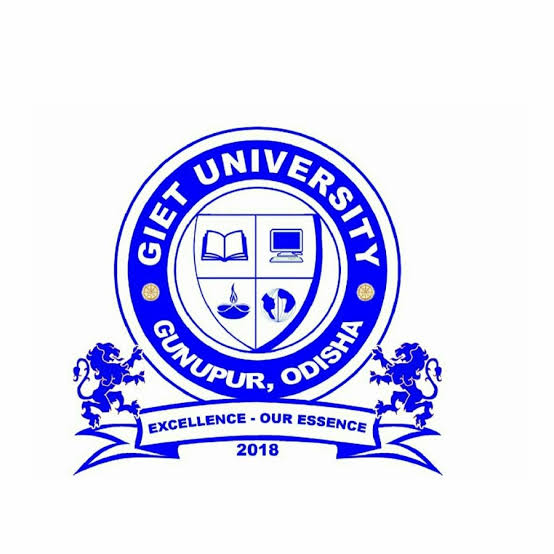 GIET UNIVERSITY
GUNUPUR, ODISHA
EXCELLENCE - OUR ESSENCE
2018